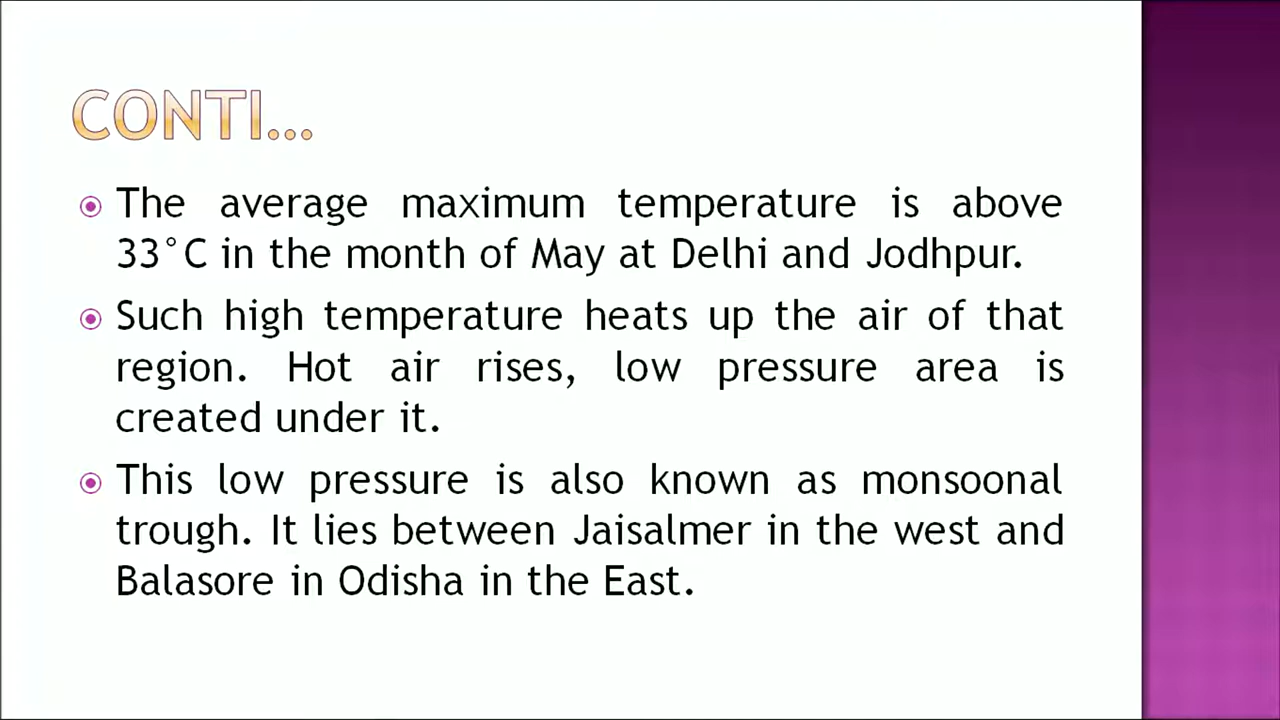 CONTI...
The average maximum temperature is above
33°C in the month of May at Delhi and Jodhpur.
Such high temperature heats up the air of that
region. Hot air rises, low pressure area is
created under it.
This low pressure is also known as monsoonal
trough. It lies between Jaisalmer in the west and
Balasore in Odisha in the East.